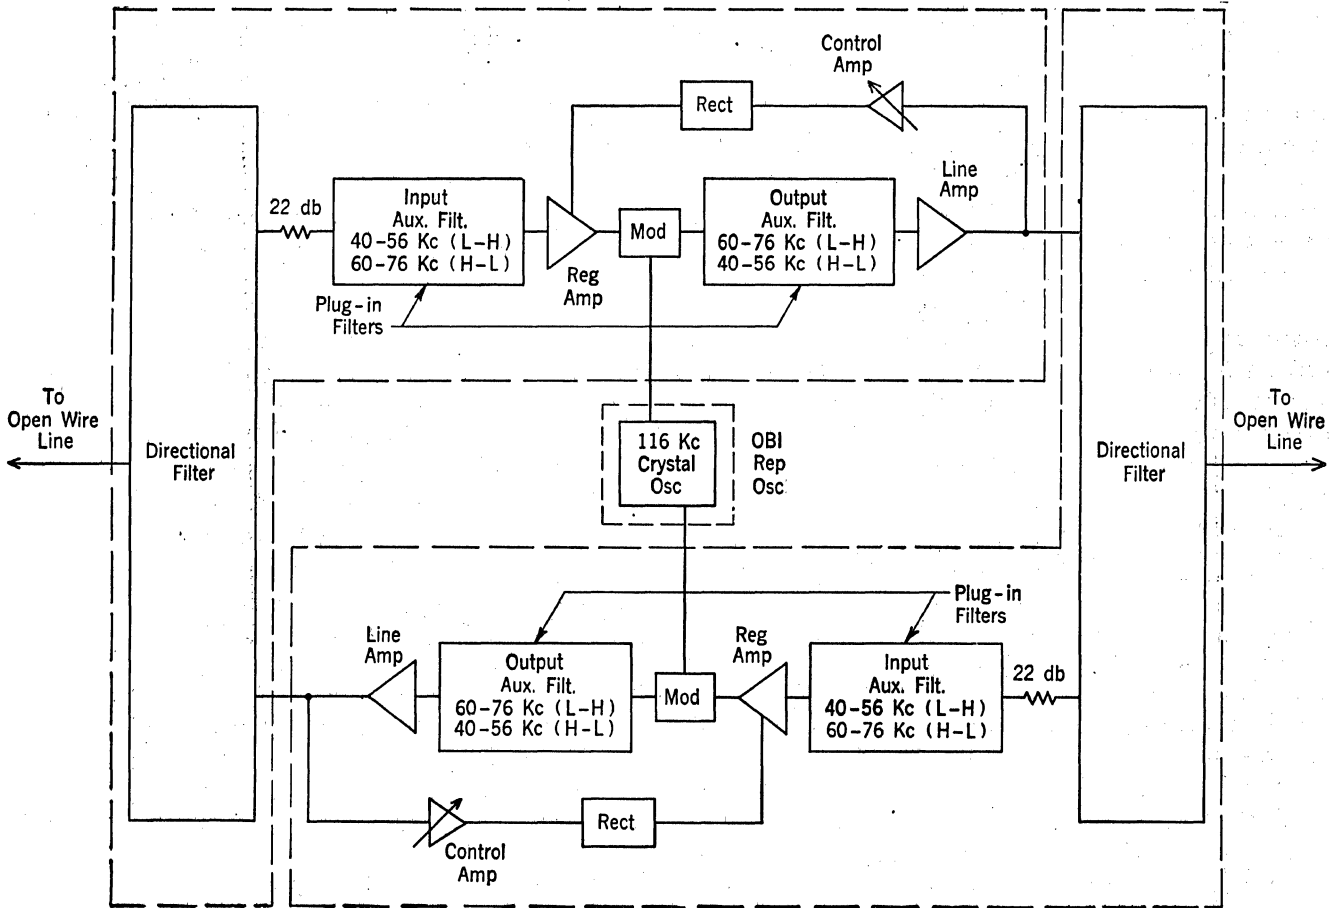 Control
Amp
Rect
Line
Amp
Input
Aux. Filt.
40-56 Kc (L-H)
60-76 Kc (H-L)
22 db
Mod
Output
Aux. Filt.
60-76 Kc (L-H)
40-56 Kc (H-L)
Reg
Amp
Plug-in
Filters
To
Open Wire
Line
Directional
Filter
116 Kc
Crystal
Osc
OBI
Rep
Osc
Directional
Filter
To
Open Wire
Line
Plug-in
Filters
Line
Amp
Output
Aux. Filt.
60-76 Kc (L-H)
40-56 Kc (H-L)
Mod
Reg
Amp
Input
Aux. Filt.
40-56 Kc (L-H)
60-76 Kc (H-L)
22 db
Control
Amp
Rect